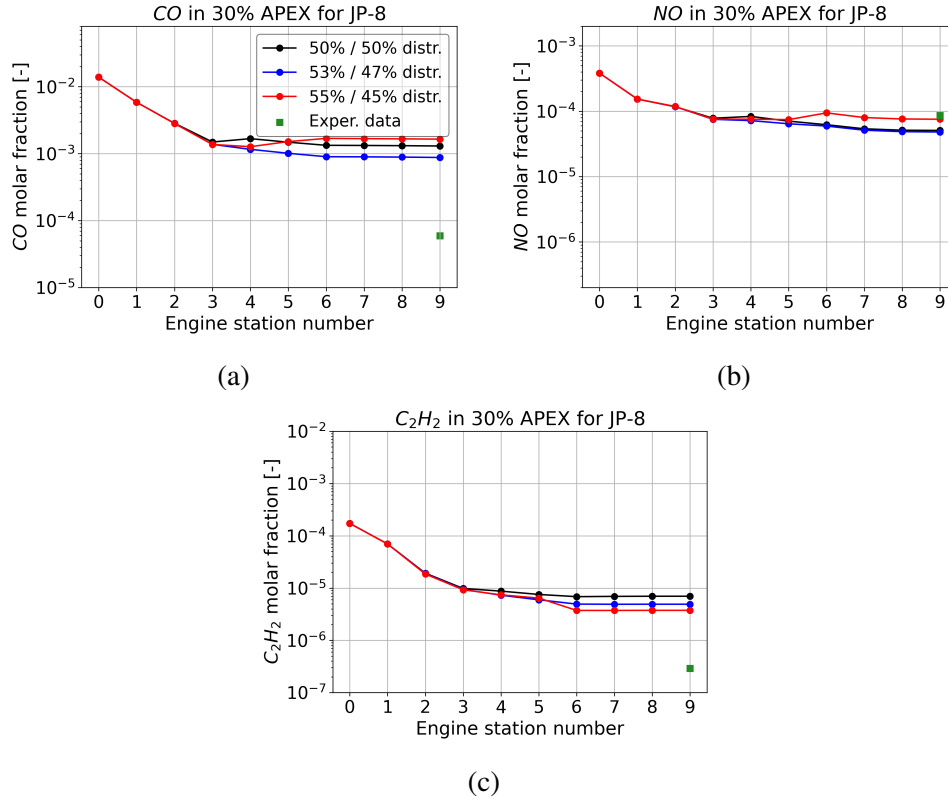 CO in 30% APEX for JP-8
CO molar fraction [-]
10⁻²
10⁻³
10⁻⁴
10⁻⁵
50% / 50% distr.
53% / 47% distr.
55% / 45% distr.
Exper. data
0 1 2 3 4 5 6 7 8 9
Engine station number
(a)
NO in 30% APEX for JP-8
NO molar fraction [-]
10⁻³
10⁻⁴
10⁻⁵
10⁻⁶
0 1 2 3 4 5 6 7 8 9
Engine station number
(b)
C₂H₂ in 30% APEX for JP-8
C₂H₂ molar fraction [-]
10⁻²
10⁻³
10⁻⁴
10⁻⁵
10⁻⁶
10⁻⁷
0 1 2 3 4 5 6 7 8 9
Engine station number
(c)